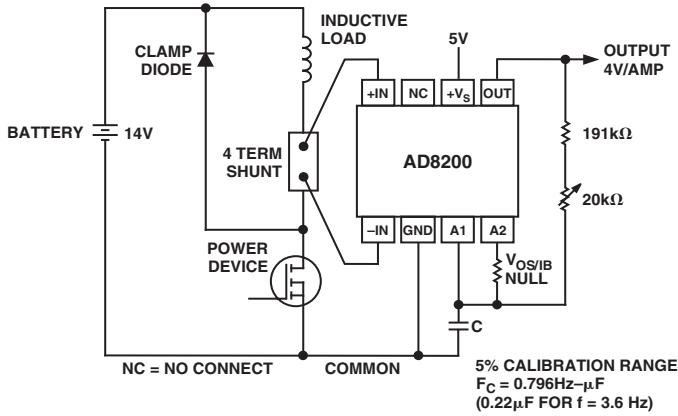 INDUCTIVE
LOAD
CLAMP
DIODE
5V
OUTPUT
4V/AMP
+IN
NC
+VS
OUT
BATTERY
14V
4 TERM
SHUNT
AD8200
191kΩ
20kΩ
–IN
GND
A1
A2
POWER
DEVICE
VOS/IB
NULL
C
NC = NO CONNECT
COMMON
5% CALIBRATION RANGE
FC = 0.796Hz–μF
(0.22μF FOR f = 3.6 Hz)